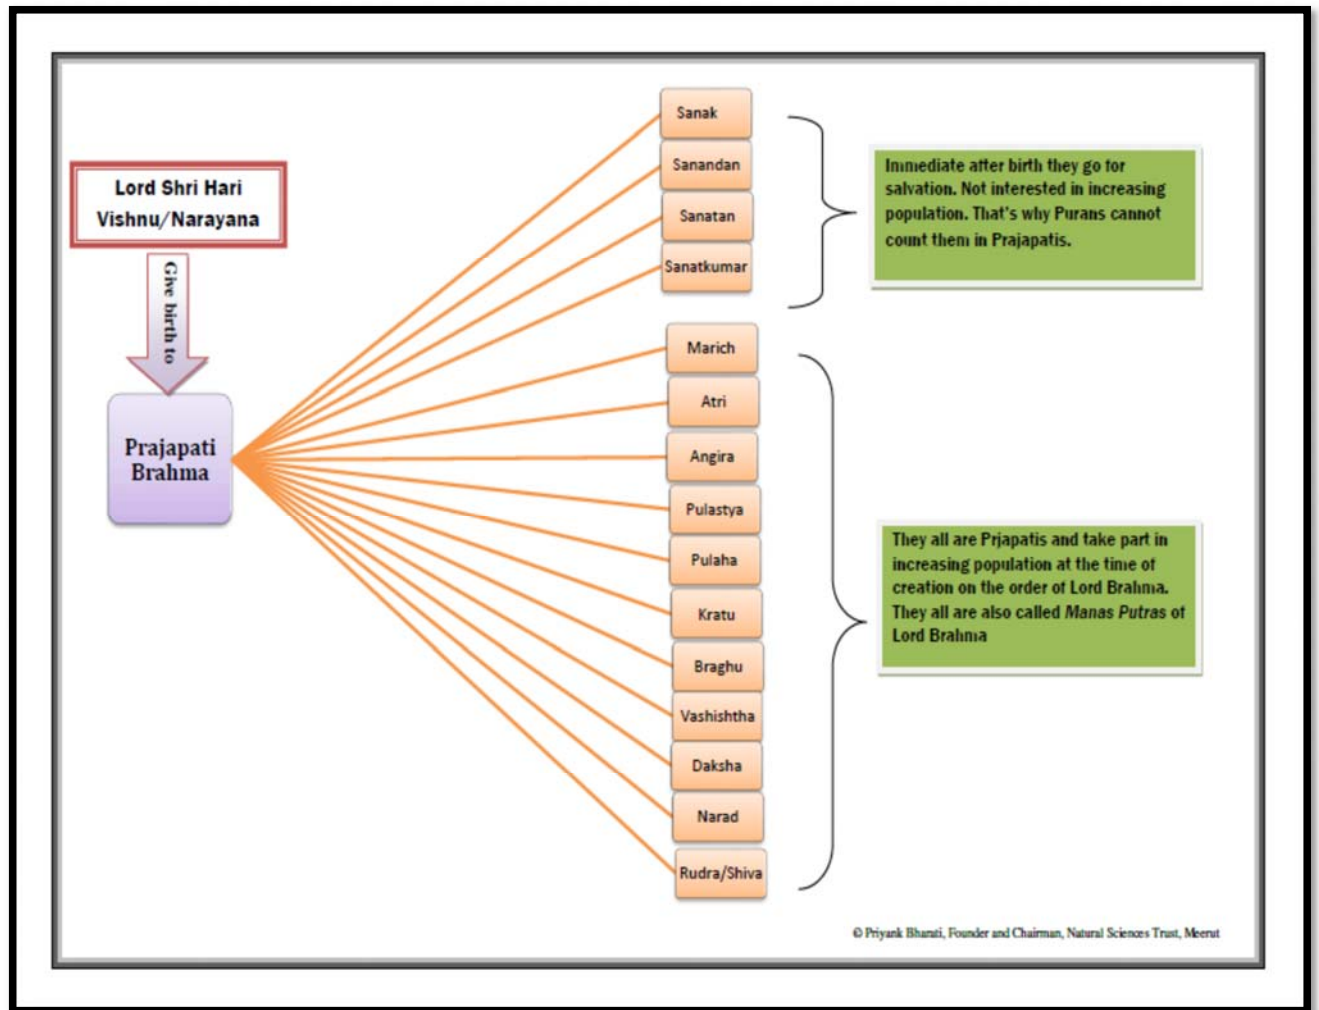 Lord Shri Hari
Vishnu/Narayana
Give birth to
Prajapati
Brahma
Sanak
Sanandan
Sanatan
Sanatkumar
Immediate after birth they go for
salvation. Not interested in increasing
population. That's why Purans cannot
count them in Prajapatis.
Marich
Atri
Angira
Pulastya
Pulaha
Kratu
Braghu
Vashishtha
Daksha
Narad
Rudra/Shiva
They all are Prjapatis and take part in
increasing population at the time of
creation on the order of Lord Brahma.
They all are also called Manas Putras of
Lord Brahma
© Priyank Bharati, Founder and Chairman, Natural Sciences Trust, Meerut